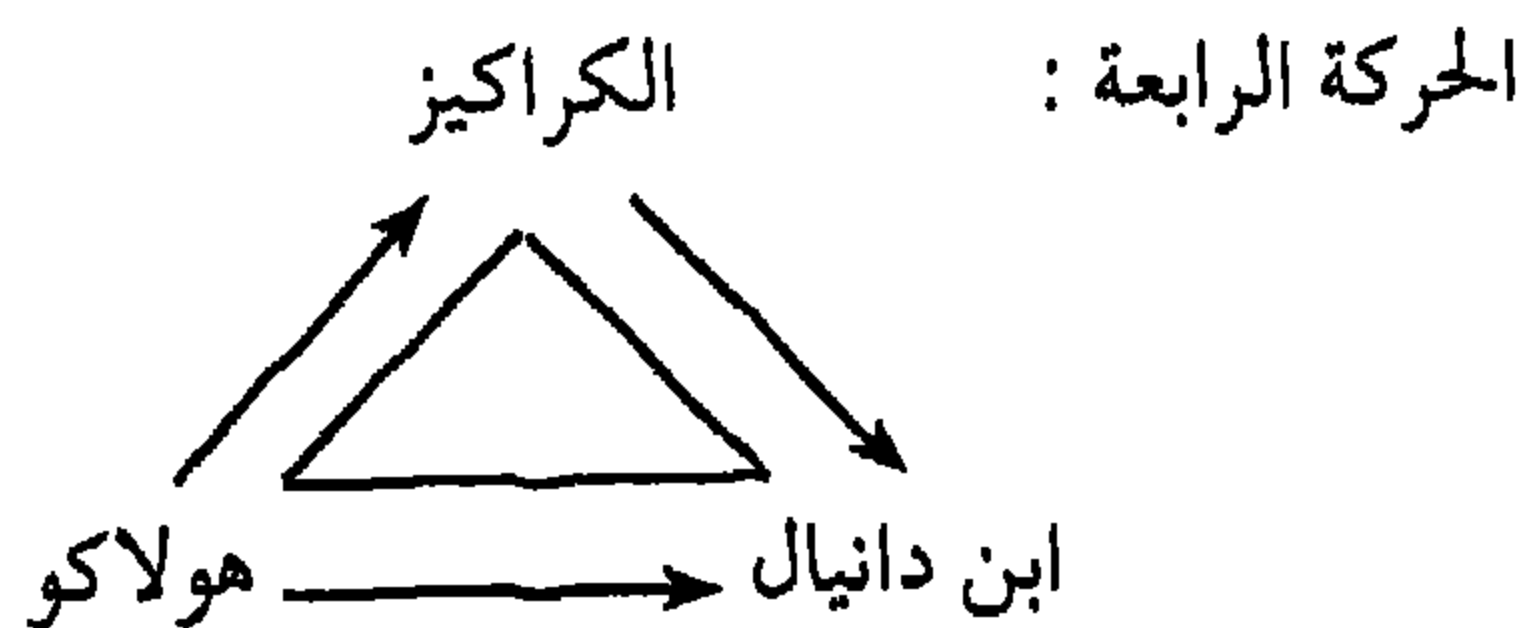 الحركة الرابعة :
الكراكيز
ابن دانيال
هولاكو